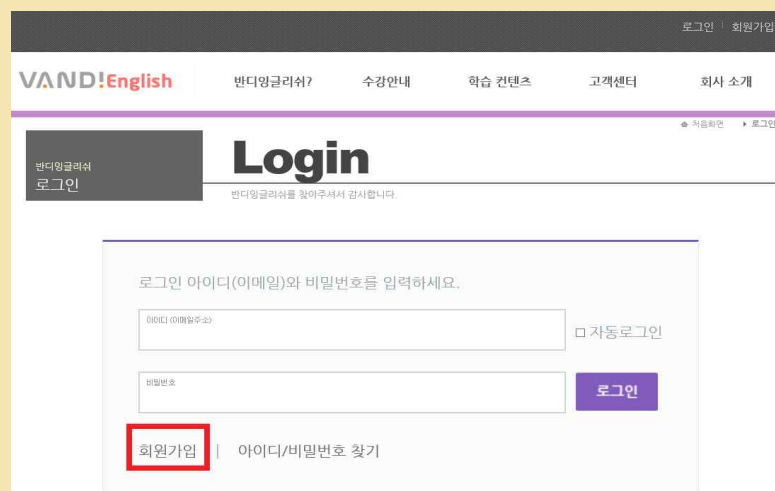 로그인 | 회원가입
VAND!English 반디잉글리쉬? 수강안내 학습 컨텐츠 고객센터 회사 소개
처음화면 로그인
반디잉글리쉬
로그인
Login
반디잉글리쉬를 찾아주셔서 감사합니다.
로그인 아이디(이메일)와 비밀번호를 입력하세요.
아이디 (이메일주소)
자동로그인
비밀번호
로그인
회원가입 | 아이디/비밀번호 찾기